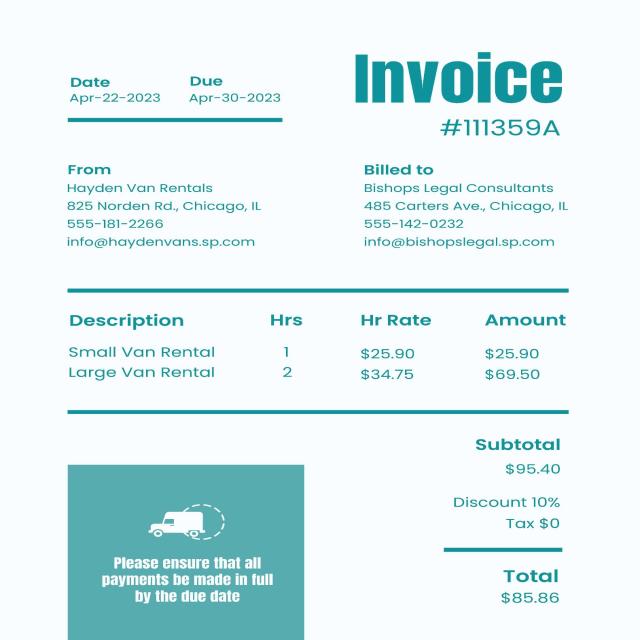 Invoice
#111359A
Date Due
Apr-22-2023 Apr-30-2023
From
Hayden Van Rentals
825 Norden Rd., Chicago, IL
555-181-2266
info@haydenvans.sp.com
Billed to
Bishops Legal Consultants
485 Carters Ave., Chicago, IL
555-142-0232
info@bishopslegal.sp.com
Description Hrs Hr Rate Amount
Small Van Rental 1 $25.90 $25.90
Large Van Rental 2 $34.75 $69.50
Subtotal
$95.40
Discount 10%
Tax $0
Total
$85.86
Please ensure that all
payments be made in full
by the due date